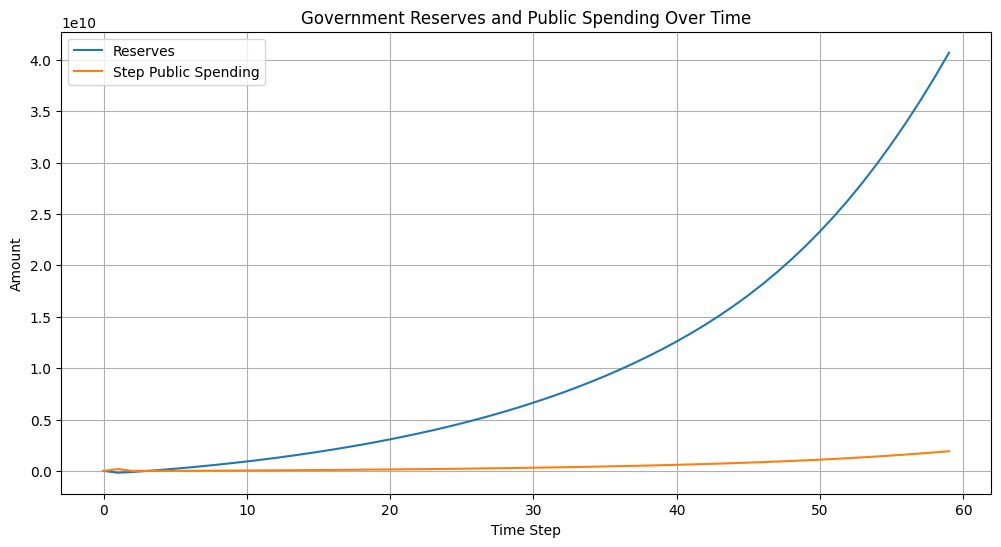 Government Reserves and Public Spending Over Time
1e10
Reserves
Step Public Spending
4.0
3.5
3.0
2.5
2.0
1.5
1.0
0.5
0.0
Amount
0 10 20 30 40 50 60
Time Step